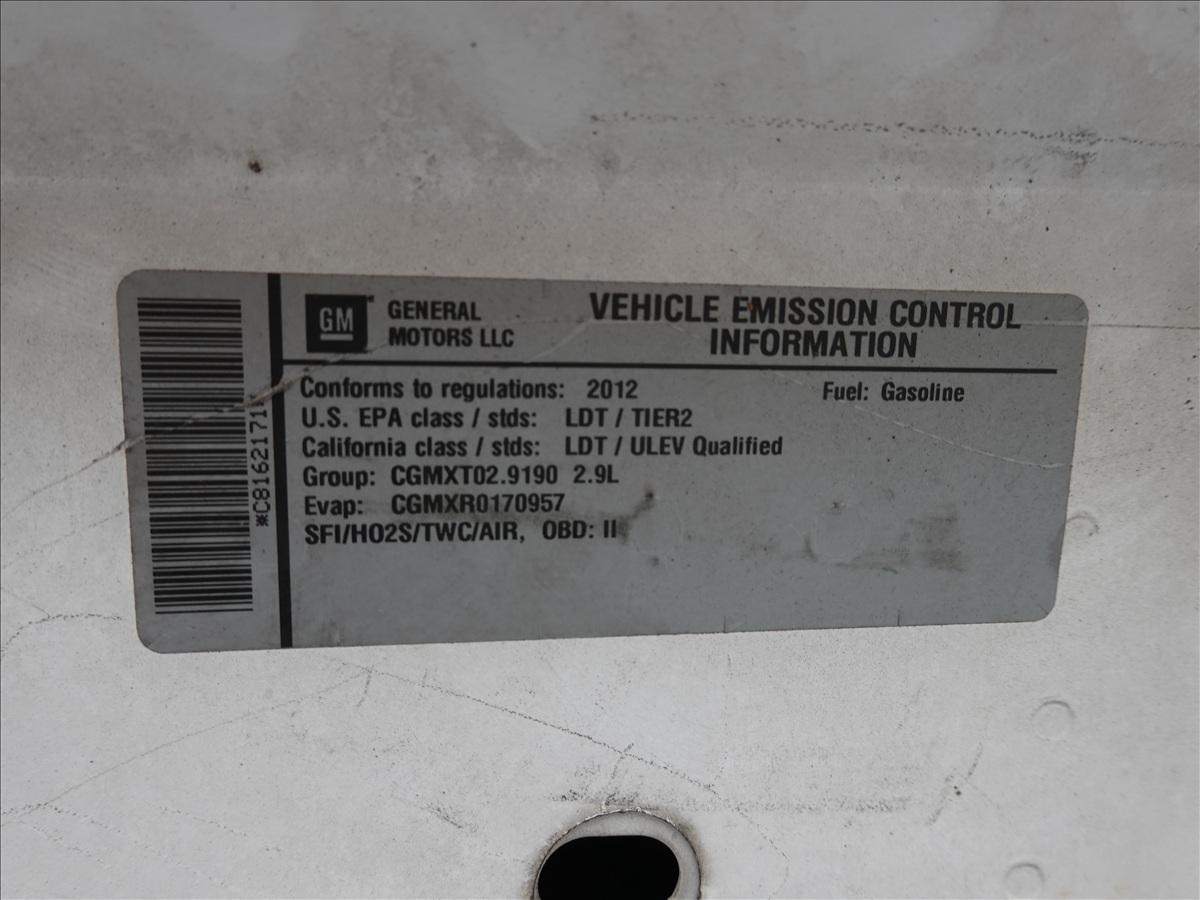 GM
GENERAL
MOTORS LLC
VEHICLE EMISSION CONTROL
INFORMATION
Conforms to regulations: 2012
Fuel: Gasoline
U.S. EPA class / stds: LDT / TIER2
California class / stds: LDT / ULEV Qualified
Group: CGMXT02.9190 2.9L
Evap: CGMXR0170957
SFI/HO2S/TWC/AIR, OBD: II
*C8162171*